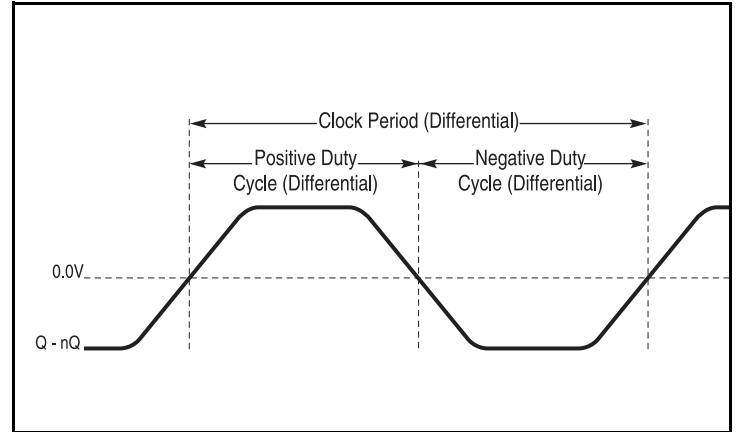 Clock Period (Differential)
Positive Duty
Cycle (Differential)
Negative Duty
Cycle (Differential)
0.0V
Q - nQ